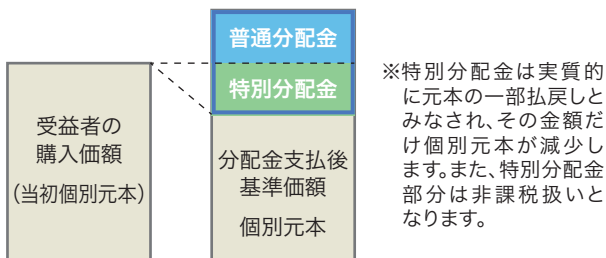 普通分配金
特別分配金
受益者の
購入価額
(当初個別元本)
分配金支払後
基準価額
個別元本
※特別分配金は実質的
に元本の一部払戻しと
みなされ、その金額だ
け個別元本が減少し
ます。また、特別分配金
部分は非課税扱いと
なります。